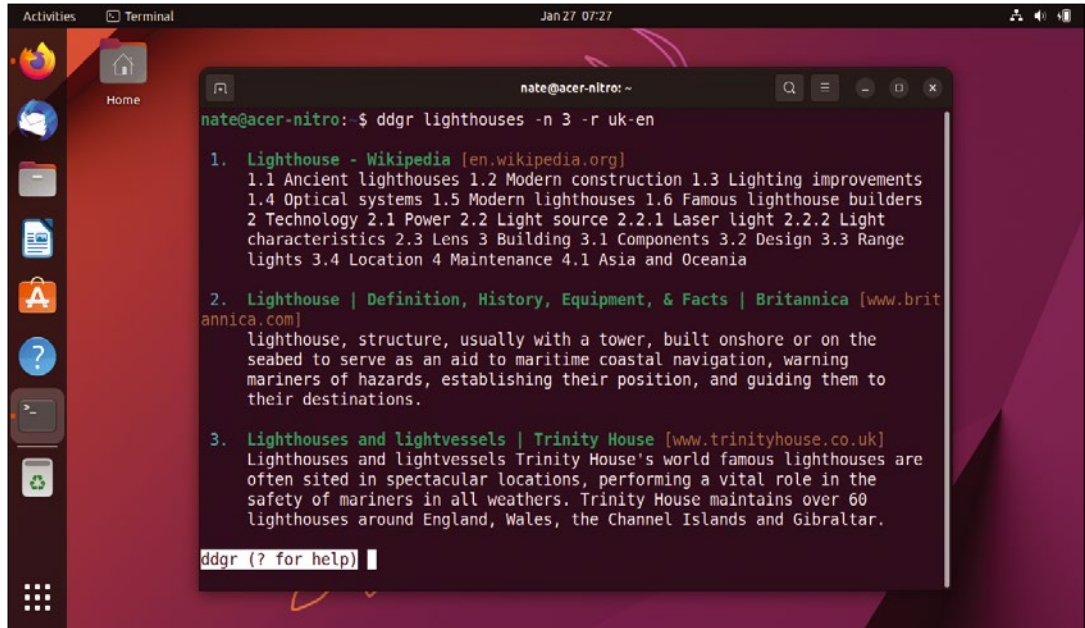 Activities
Terminal
Jan 27 07:27
Home
nate@acer-nitro: ~
nate@acer-nitro:~$ ddgr lighthouses -n 3 -r uk-en
1. Lighthouse - Wikipedia [en.wikipedia.org]
1.1 Ancient lighthouses 1.2 Modern construction 1.3 Lighting improvements
1.4 Optical systems 1.5 Modern lighthouses 1.6 Famous lighthouse builders
2 Technology 2.1 Power 2.2 Light source 2.2.1 Laser light 2.2.2 Light
characteristics 2.3 Lens 3 Building 3.1 Components 3.2 Design 3.3 Range
lights 3.4 Location 4 Maintenance 4.1 Asia and Oceania
2. Lighthouse | Definition, History, Equipment, & Facts | Britannica [www.brit
annica.com]
lighthouse, structure, usually with a tower, built onshore or on the
seabed to serve as an aid to maritime coastal navigation, warning
mariners of hazards, establishing their position, and guiding them to
their destinations.
3. Lighthouses and lightvessels | Trinity House [www.trinityhouse.co.uk]
Lighthouses and lightvessels Trinity House's world famous lighthouses are
often sited in spectacular locations, performing a vital role in the
safety of mariners in all weathers. Trinity House maintains over 60
lighthouses around England, Wales, the Channel Islands and Gibraltar.
ddgr (? for help)